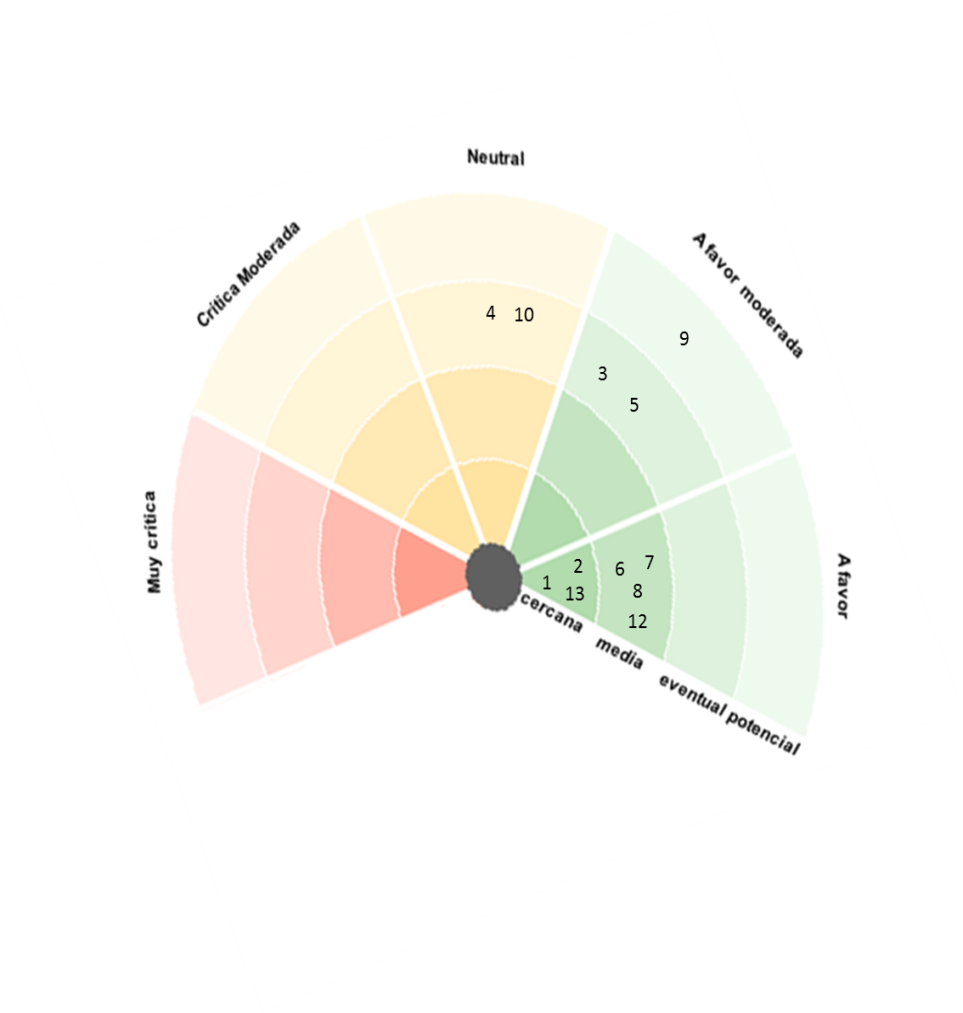 Neutral
Crítica Moderada
A favor moderada
4 10
9
3
5
Muy crítica
A favor
2 6 7
1 8
13
12
cercana
media
eventual potencial